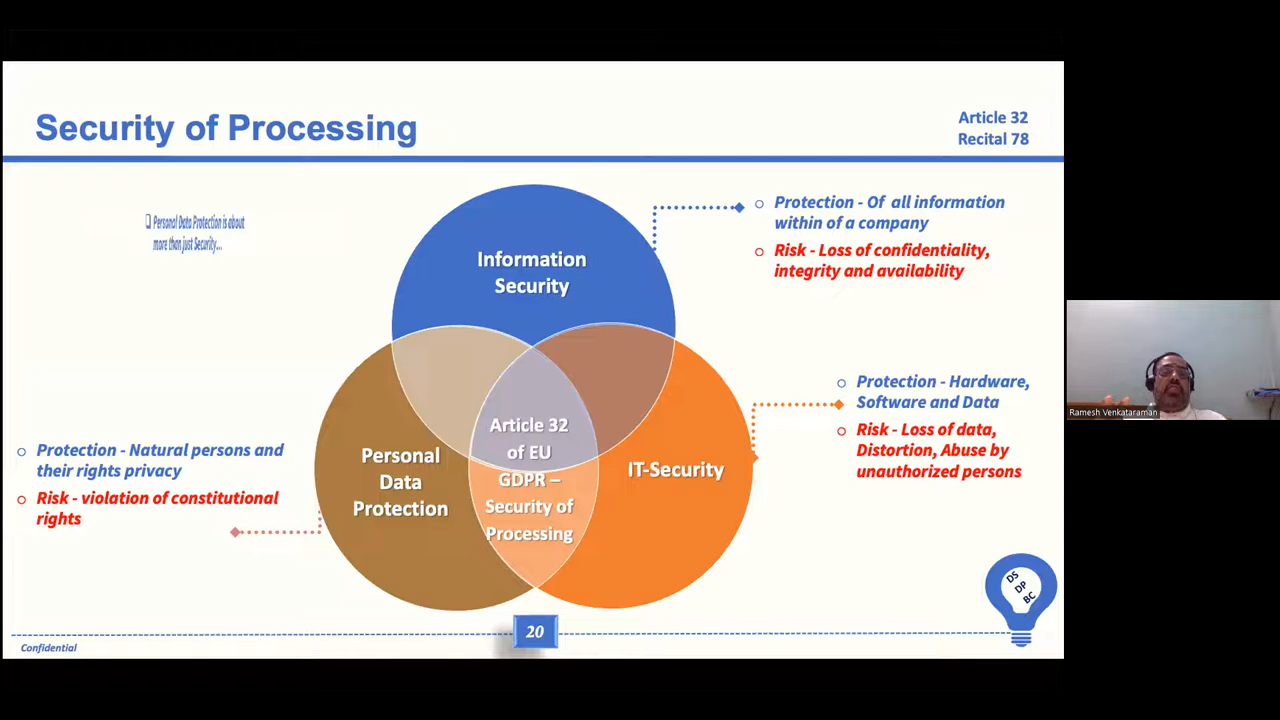 Security of Processing
Article 32
Recital 78
Personal Data Protection is about
more than just Security...
Information
Security
Protection - Of all information
within of a company
Risk - Loss of confidentiality,
integrity and availability
Protection - Hardware,
Software and Data
Risk - Loss of data,
Distortion, Abuse by
unauthorized persons
Protection - Natural persons and
their rights privacy
Risk - violation of constitutional
rights
Personal
Data
Protection
Article 32
of EU
GDPR –
Security of
Processing
IT-Security
DS
DP
BC
20
Confidential
Ramesh Venkataraman